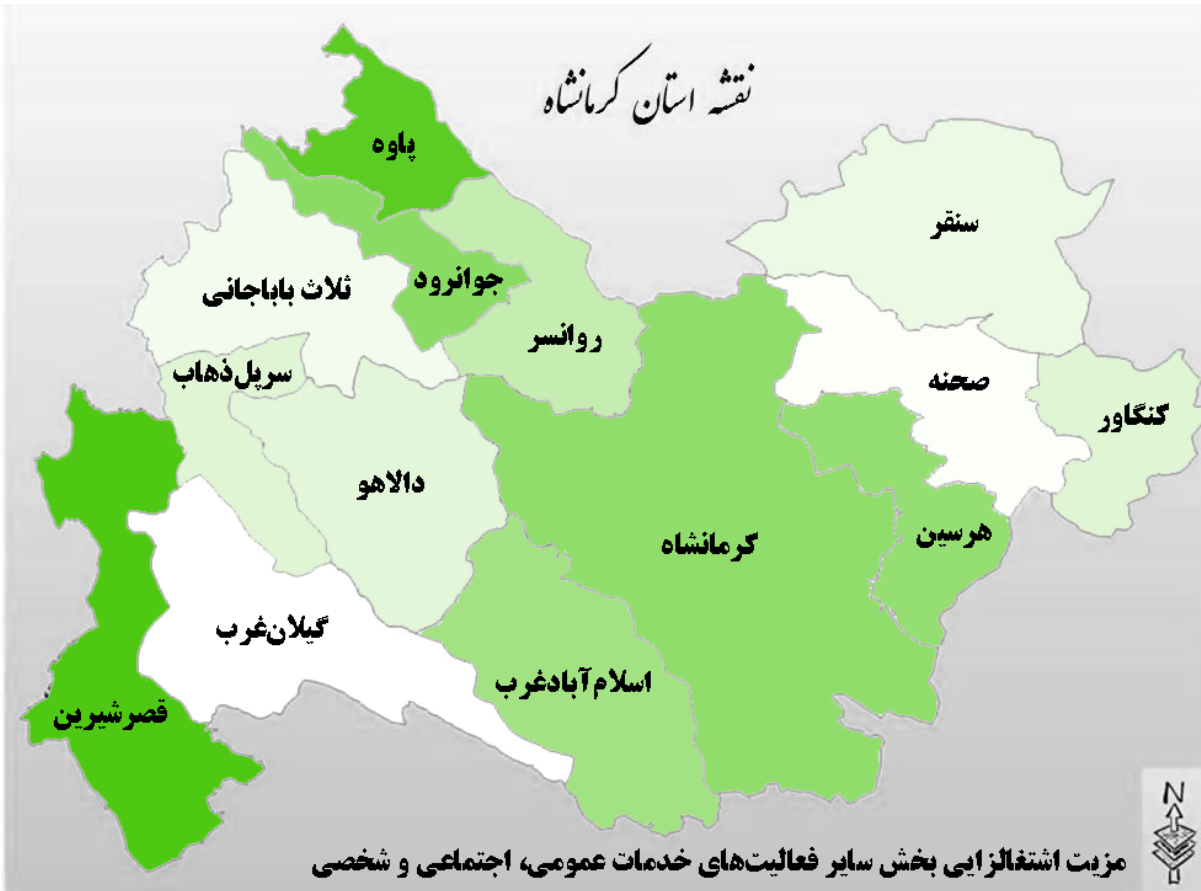 نقشه استان کرمانشاه
پاوه
سنقر
جوانرود
ثلاث باباجانی
روانسر
سرپل‌ذهاب
صحنه
کنگاور
دالاهو
هرسین
کرمانشاه
گیلان‌غرب
اسلام‌آبادغرب
قصرشیرین
N
مزیت اشتغالزایی بخش سایر فعالیت‌های خدمات عمومی، اجتماعی و شخصی